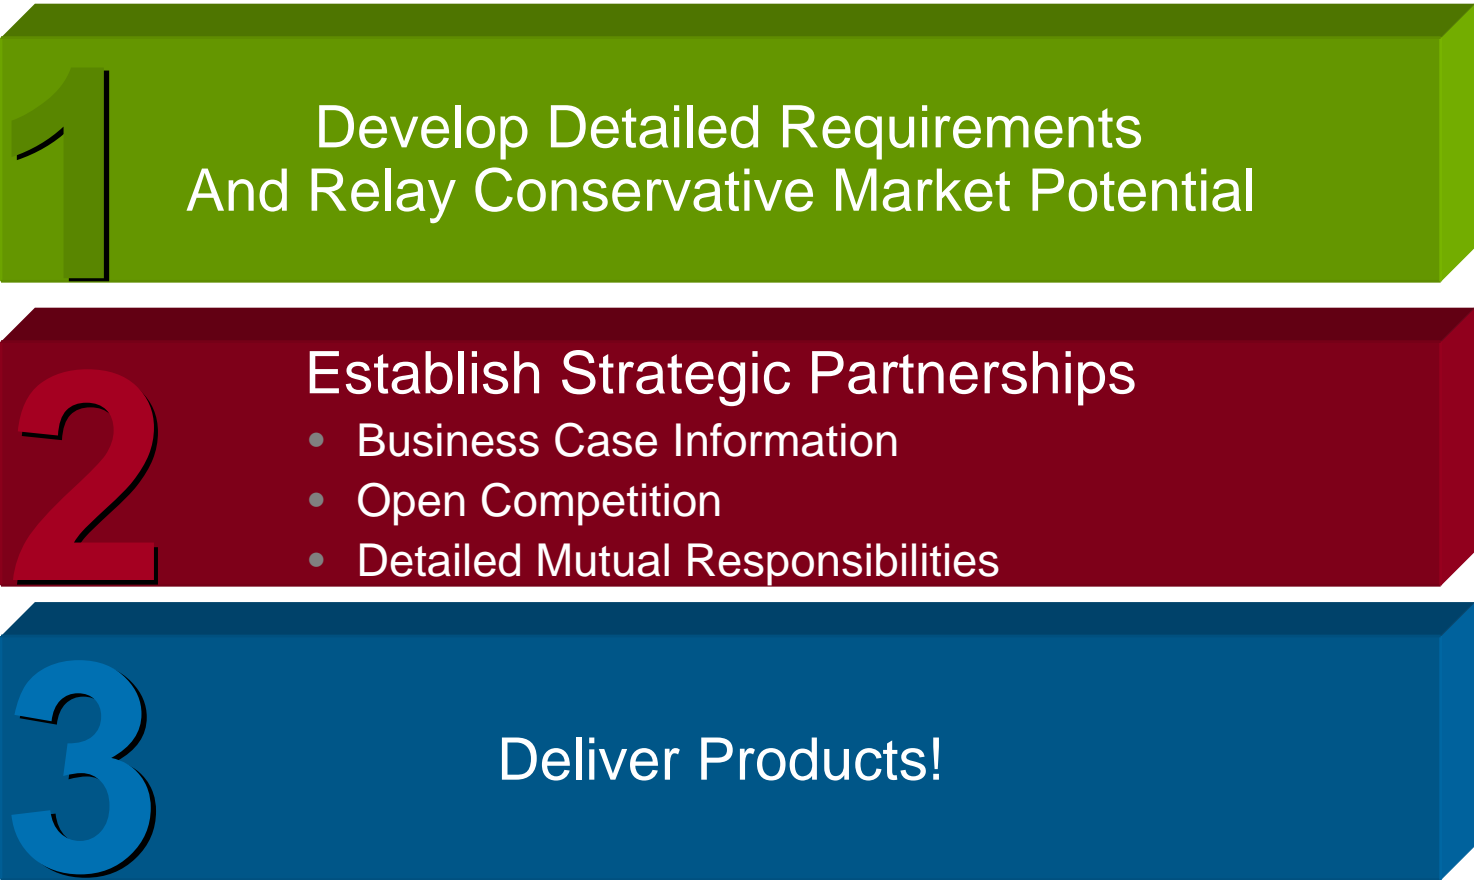 1
Develop Detailed Requirements
And Relay Conservative Market Potential
2
Establish Strategic Partnerships
• Business Case Information
• Open Competition
• Detailed Mutual Responsibilities
3
Deliver Products!